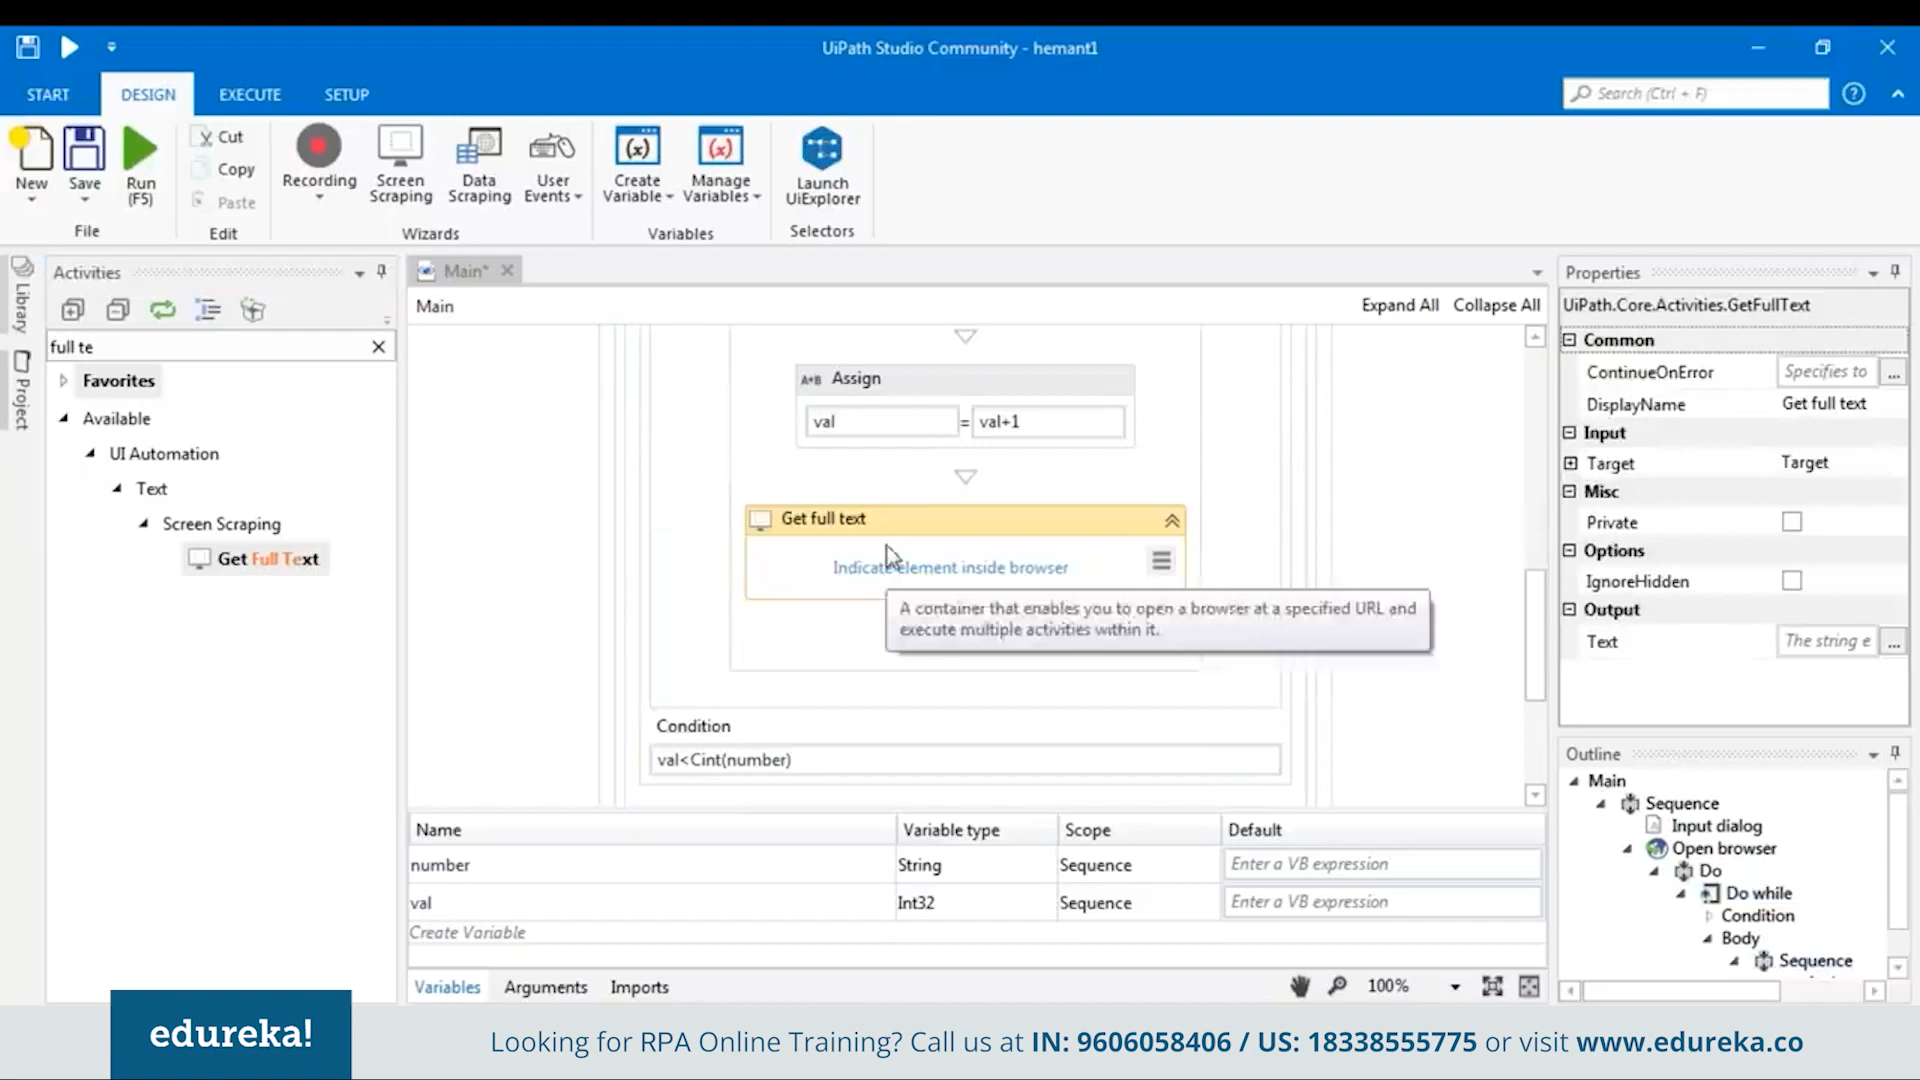 UiPath Studio Community - hemant1
START
DESIGN
EXECUTE
SETUP
Search (Ctrl + F)
New
Save
Run
(F5)
File
Cut
Copy
Paste
Edit
Recording
Screen
Scraping
Data
Scraping
User
Events
Wizards
Create
Variable
Manage
Variables
Variables
Launch
UiExplorer
Selectors
Library
Project
Activities
full te
Favorites
Available
UI Automation
Text
Screen Scraping
Get Full Text
Main*
Main
Expand All
Collapse All
A+B Assign
val
=
val+1
Get full text
Indicate element inside browser
A container that enables you to open a browser at a specified URL and
execute multiple activities within it.
Condition
val<Cint(number)
Name
Variable type
Scope
Default
number
String
Sequence
Enter a VB expression
val
Int32
Sequence
Enter a VB expression
Create Variable
Variables
Arguments
Imports
100%
Properties
UiPath.Core.Activities.GetFullText
Common
ContinueOnError
Specifies to
...
DisplayName
Get full text
Input
Target
Target
Misc
Private
Options
IgnoreHidden
Output
Text
The string e
...
Outline
Main
Sequence
Input dialog
Open browser
Do
Do while
Condition
Body
Sequence
edureka!
Looking for RPA Online Training? Call us at IN: 9606058406 / US: 18338555775 or visit www.edureka.co